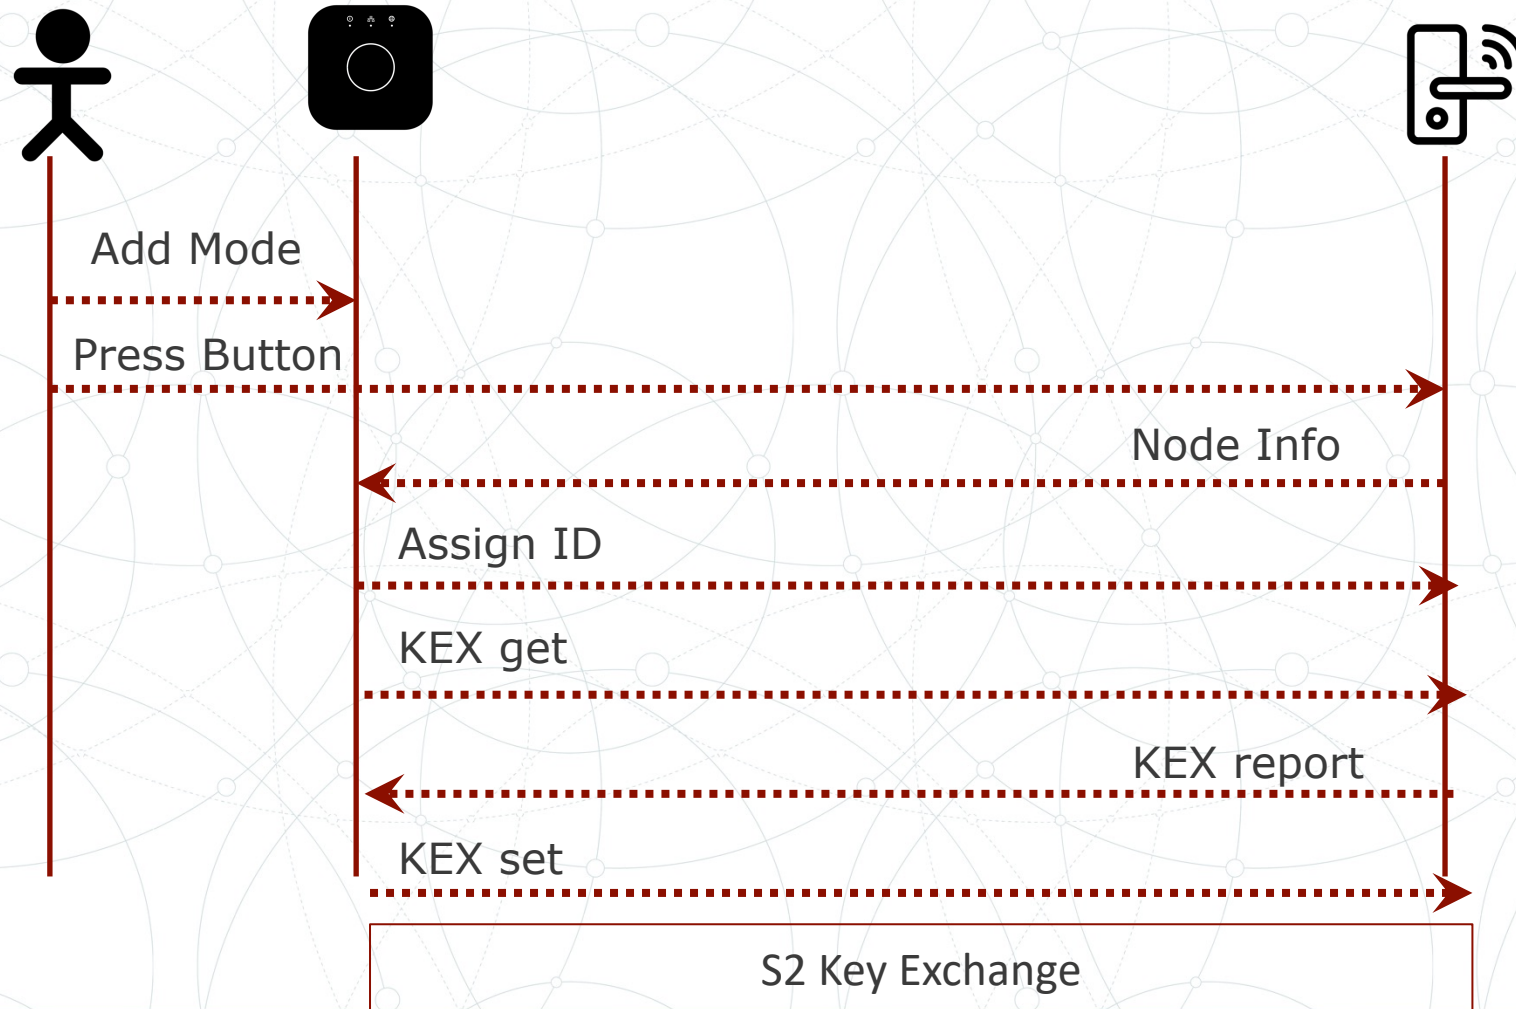 Add Mode
Press Button
Node Info
Assign ID
KEX get
KEX report
KEX set
S2 Key Exchange